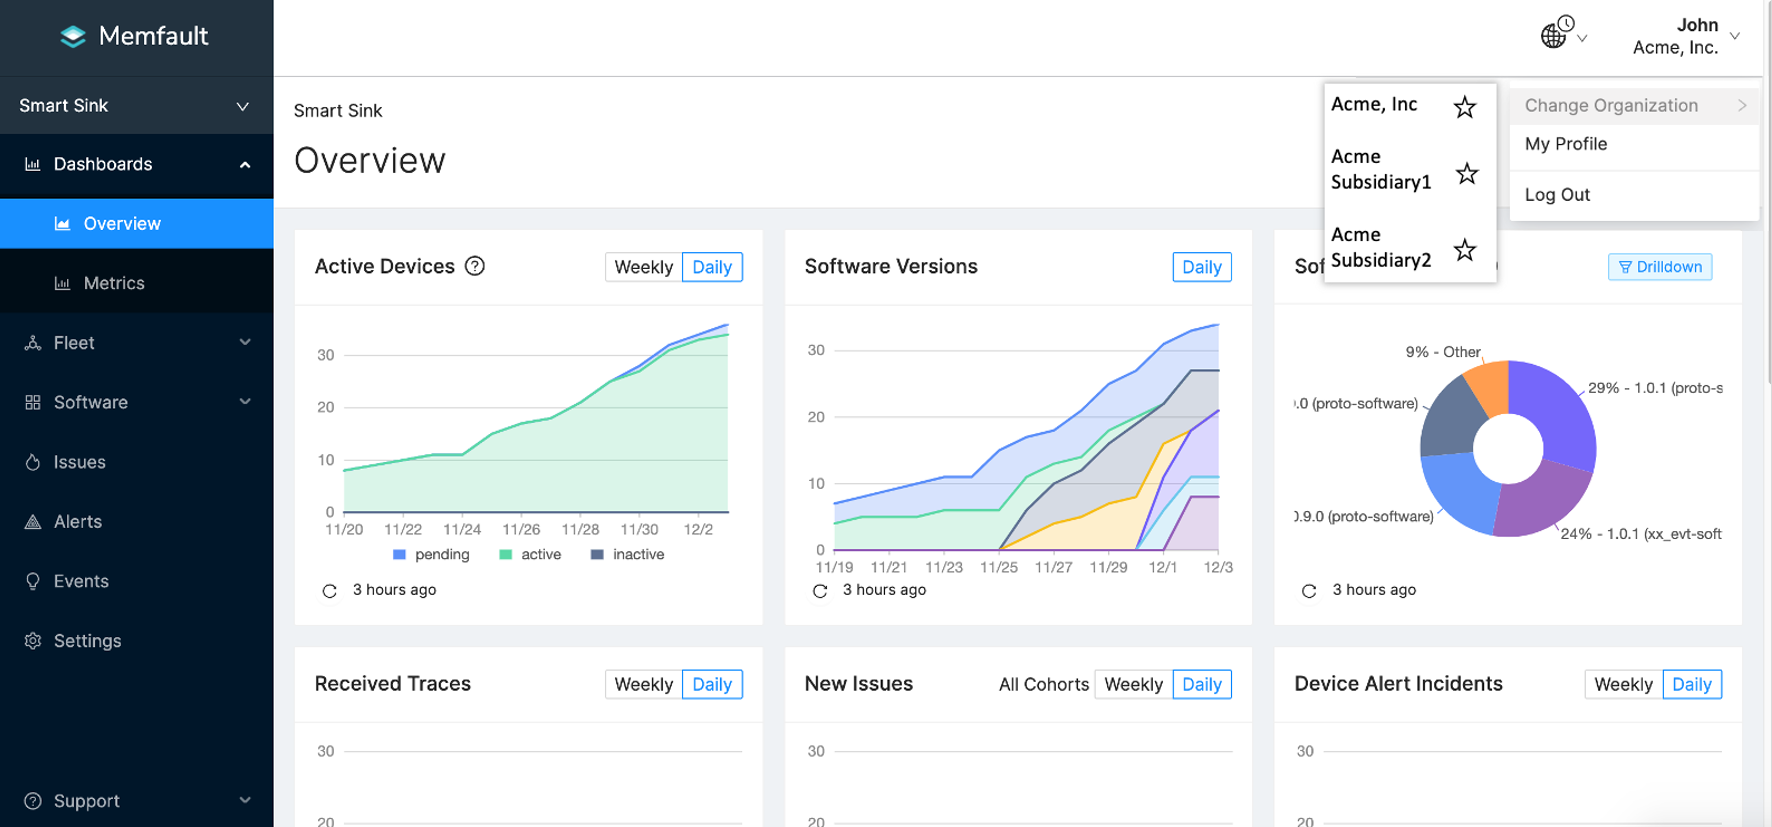 Memfault
John
Acme, Inc.
Smart Sink
Dashboards
Overview
Metrics
Fleet
Software
Issues
Alerts
Events
Settings
Support
Smart Sink
Overview
Acme, Inc
Acme
Subsidiary1
Acme
Subsidiary2
Change Organization
My Profile
Log Out
Active Devices
Weekly Daily
30
20
10
0
11/20 11/22 11/24 11/26 11/28 11/30 12/2
pending active inactive
3 hours ago
Software Versions
Daily
30
20
10
0
11/19 11/21 11/23 11/25 11/27 11/29 12/1 12/3
3 hours ago
Drilldown
9% - Other
29% - 1.0.1 (proto-s
.0 (proto-software)
0.9.0 (proto-software)
24% - 1.0.1 (xx_evt-soft
3 hours ago
Received Traces
Weekly Daily
30
20
New Issues
All Cohorts Weekly Daily
30
20
Device Alert Incidents
Weekly Daily
30
20